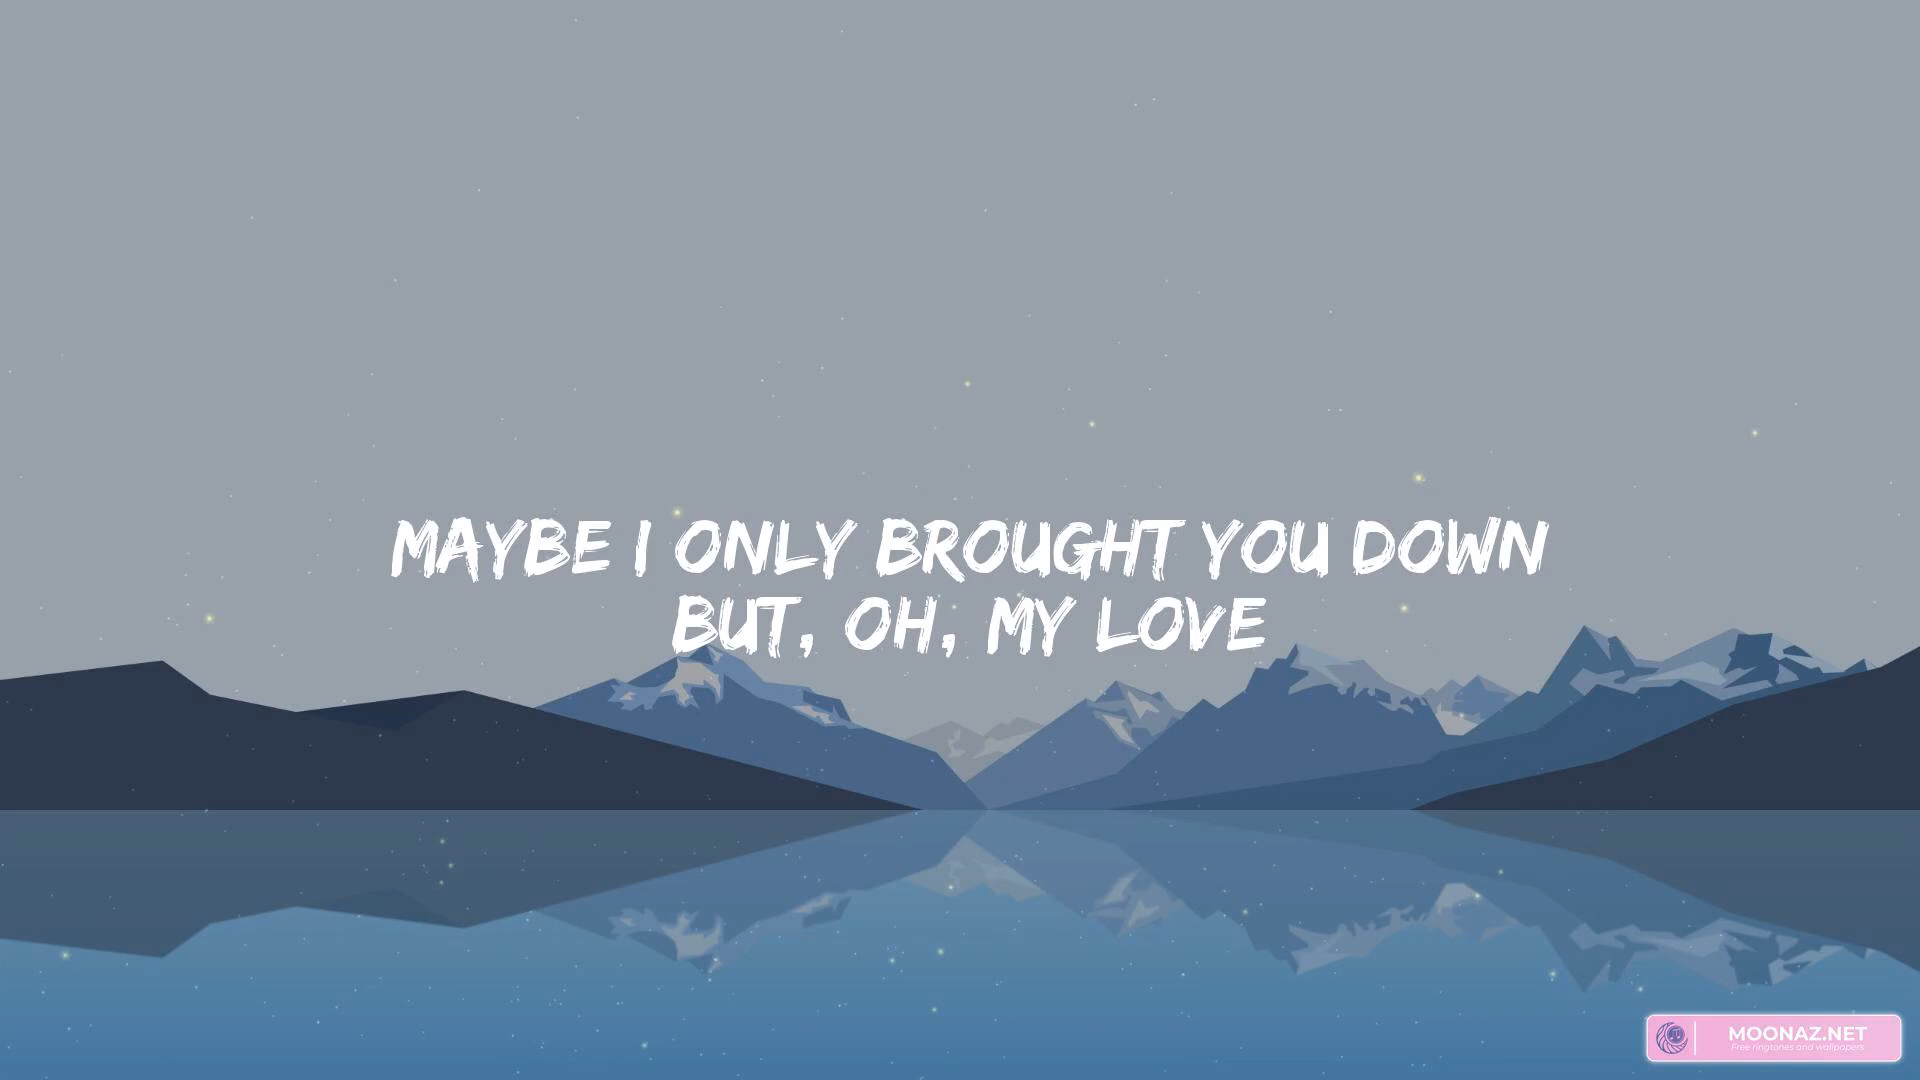 MAYBE I ONLY BROUGHT YOU DOWN
BUT, OH, MY LOVE
MOONAZ.NET
Free ringtones and wallpapers